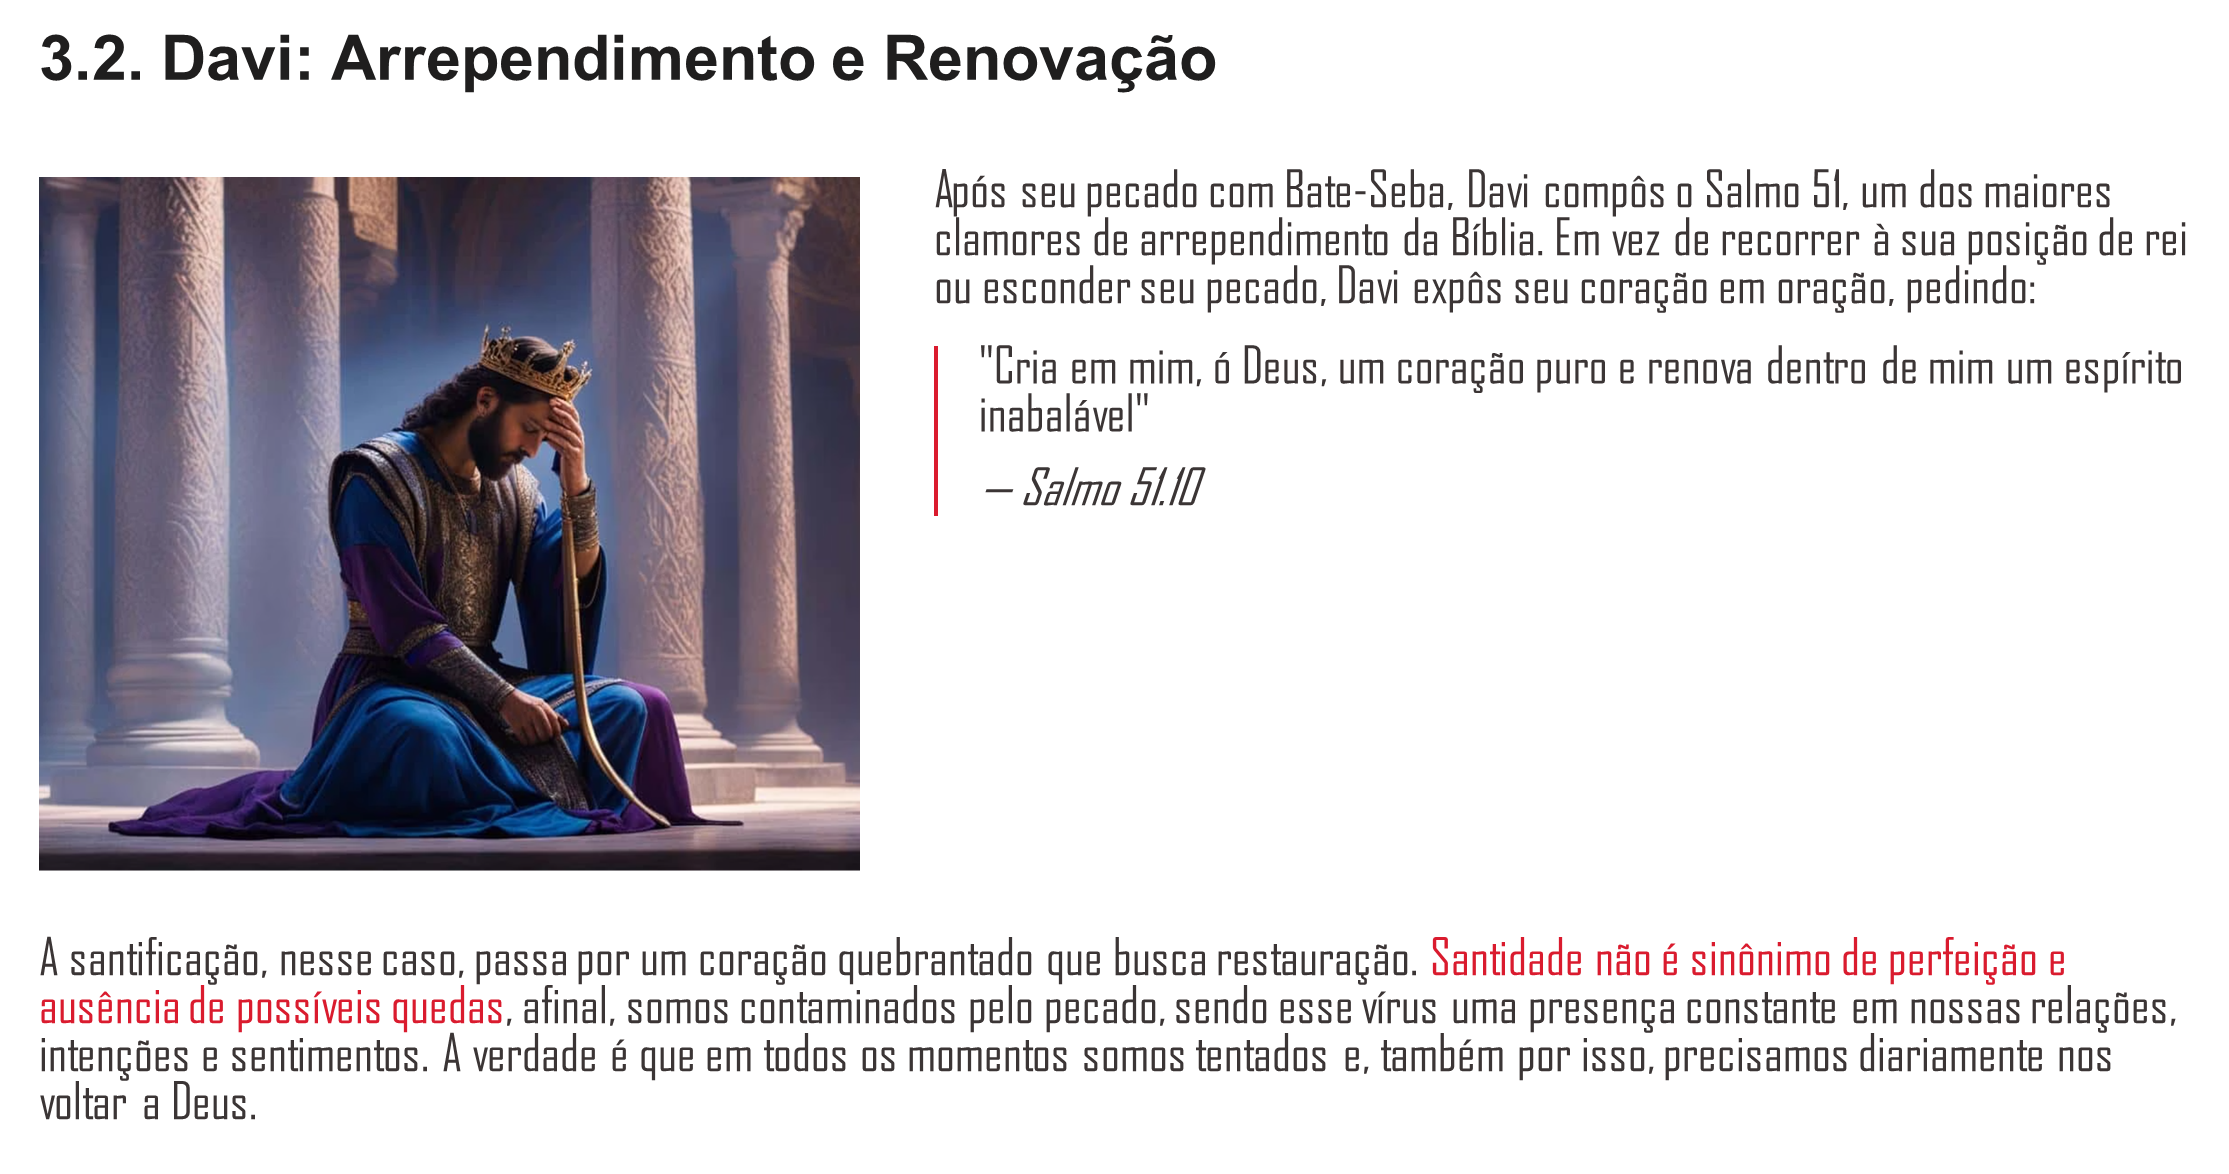 3.2. Davi: Arrependimento e Renovação
Após seu pecado com Bate-Seba, Davi compôs o Salmo 51, um dos maiores
clamores de arrependimento da Bíblia. Em vez de recorrer à sua posição de rei
ou esconder seu pecado, Davi expôs seu coração em oração, pedindo:
"Cria em mim, ó Deus, um coração puro e renova dentro de mim um espírito
inabalável"
— Salmo 51.10
A santificação, nesse caso, passa por um coração quebrantado que busca restauração. Santidade não é sinônimo de perfeição e
ausência de possíveis quedas, afinal, somos contaminados pelo pecado, sendo esse vírus uma presença constante em nossas relações,
intenções e sentimentos. A verdade é que em todos os momentos somos tentados e, também por isso, precisamos diariamente nos
voltar a Deus.